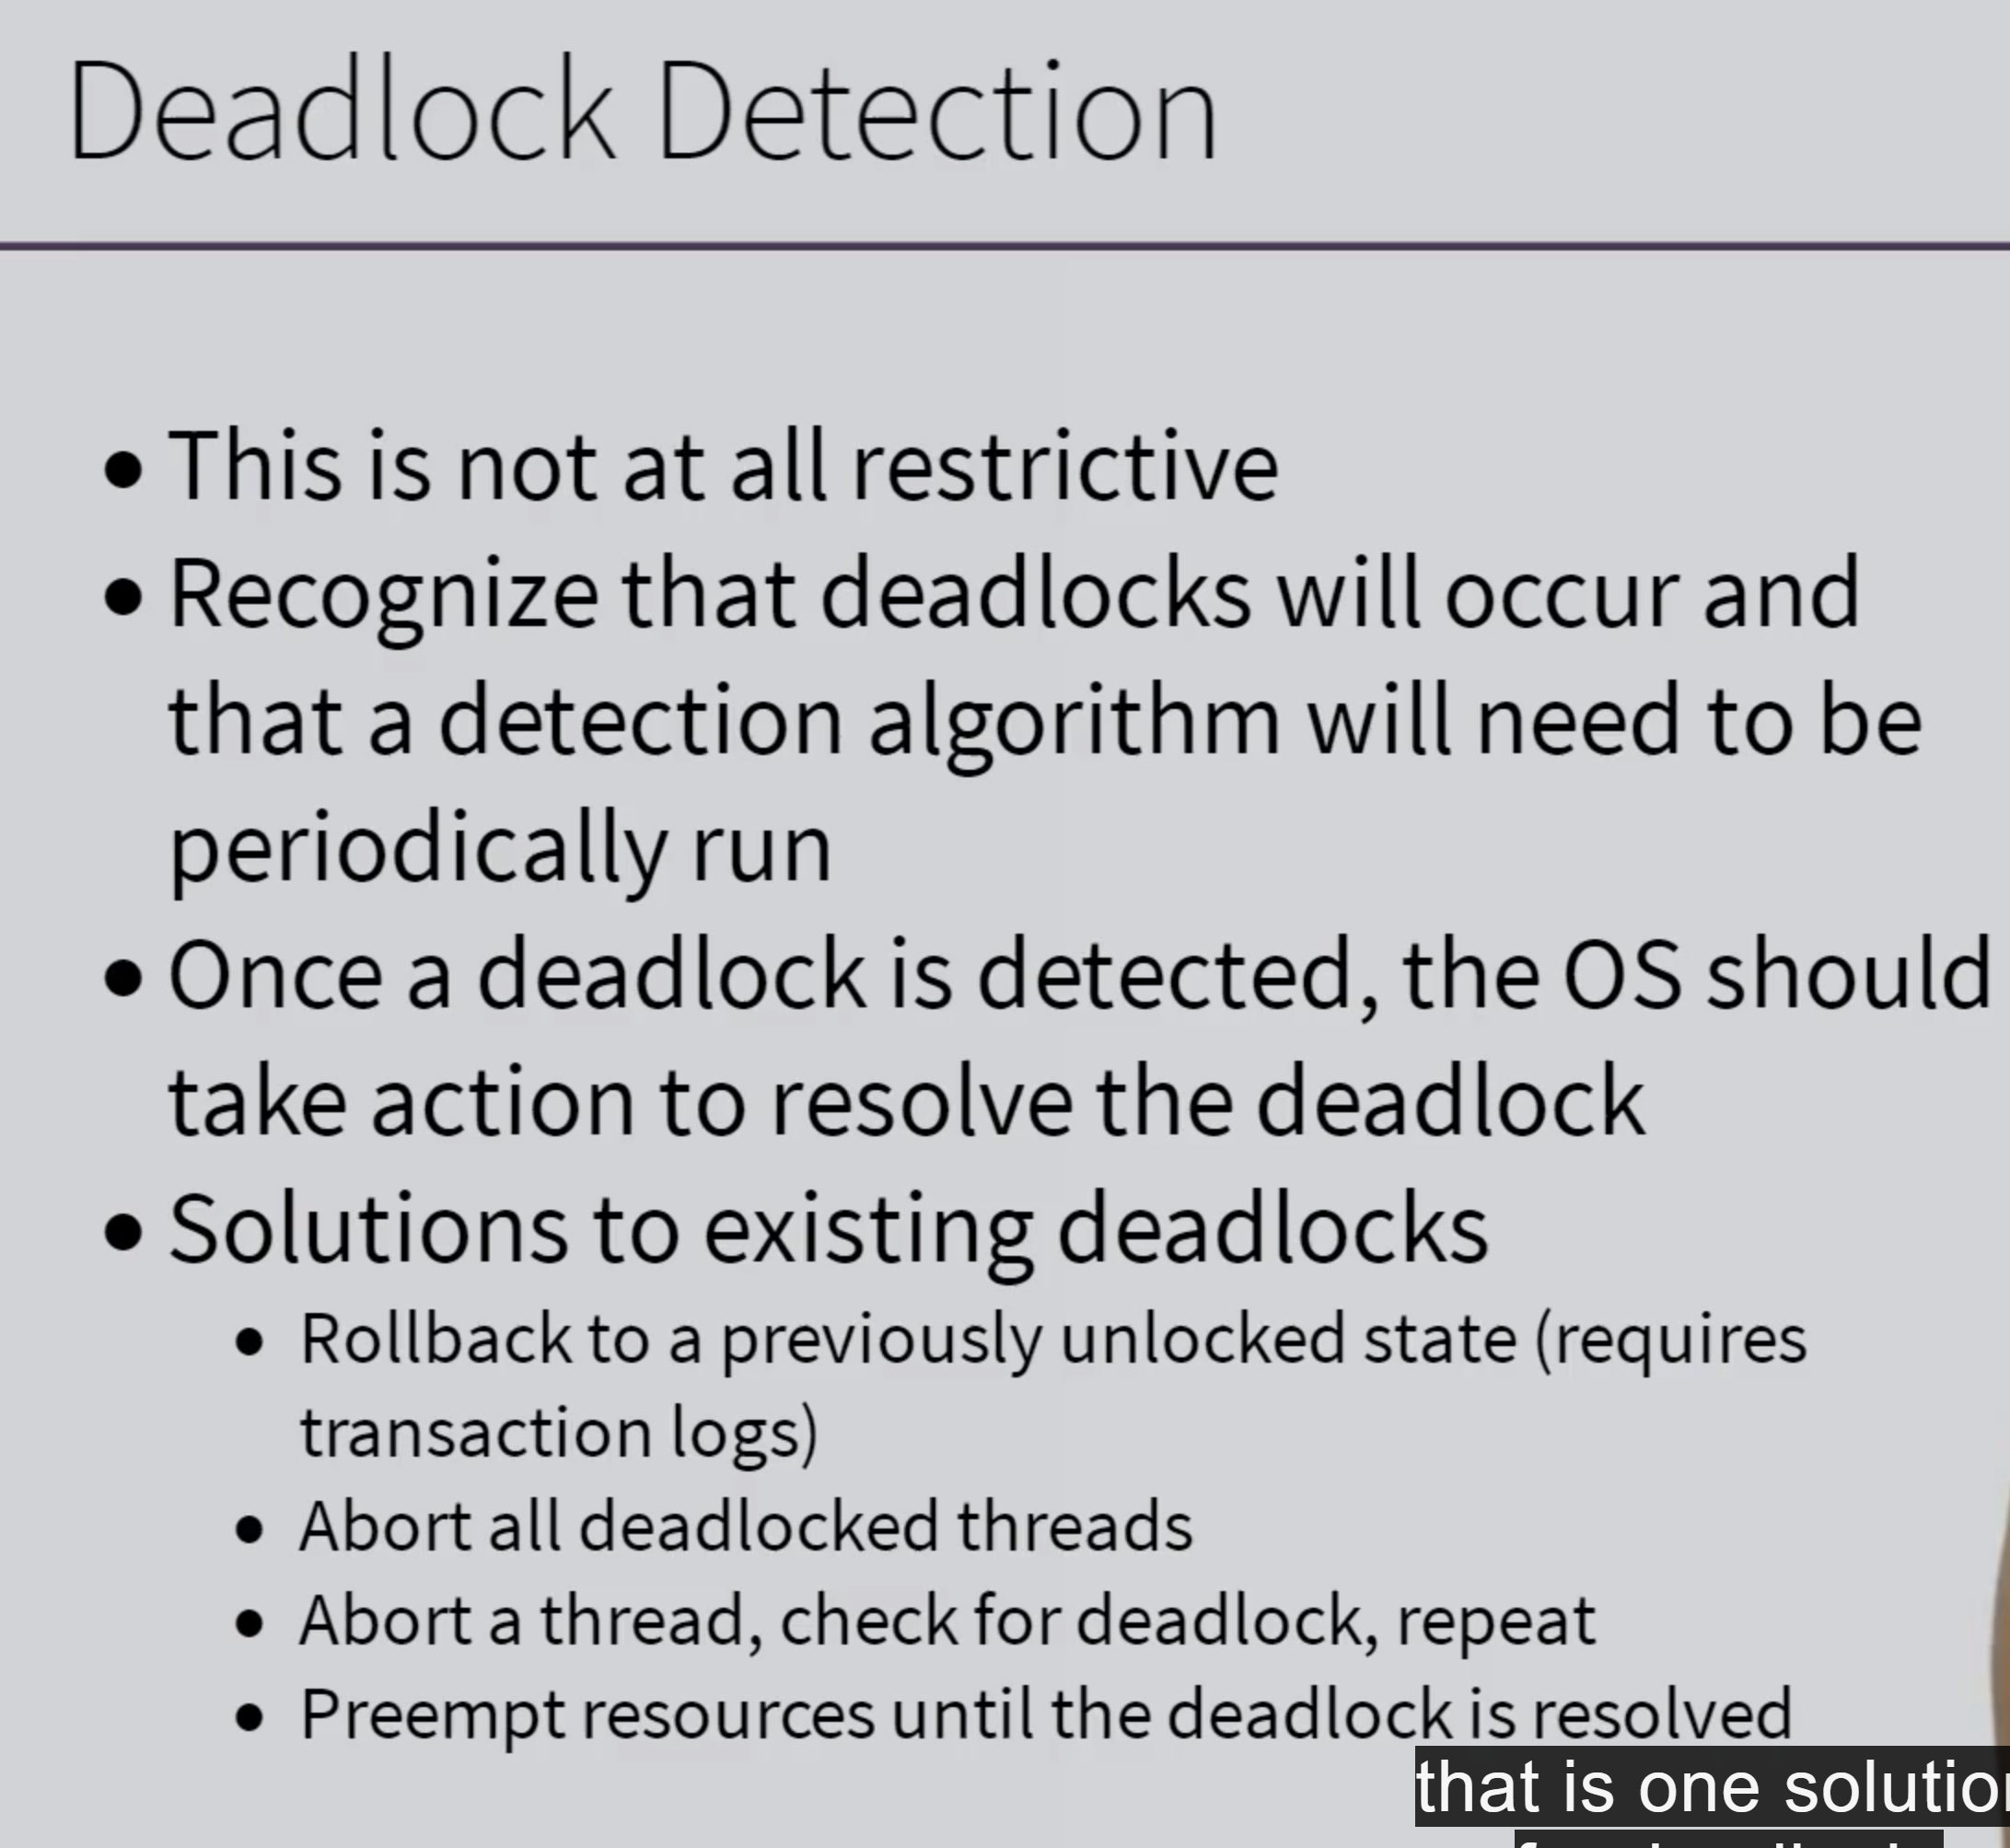 Deadlock Detection
• This is not at all restrictive
• Recognize that deadlocks will occur and
that a detection algorithm will need to be
periodically run
• Once a deadlock is detected, the OS should
take action to resolve the deadlock
• Solutions to existing deadlocks
• Rollback to a previously unlocked state (requires
transaction logs)
• Abort all deadlocked threads
• Abort a thread, check for deadlock, repeat
• Preempt resources until the deadlock is resolved
that is one